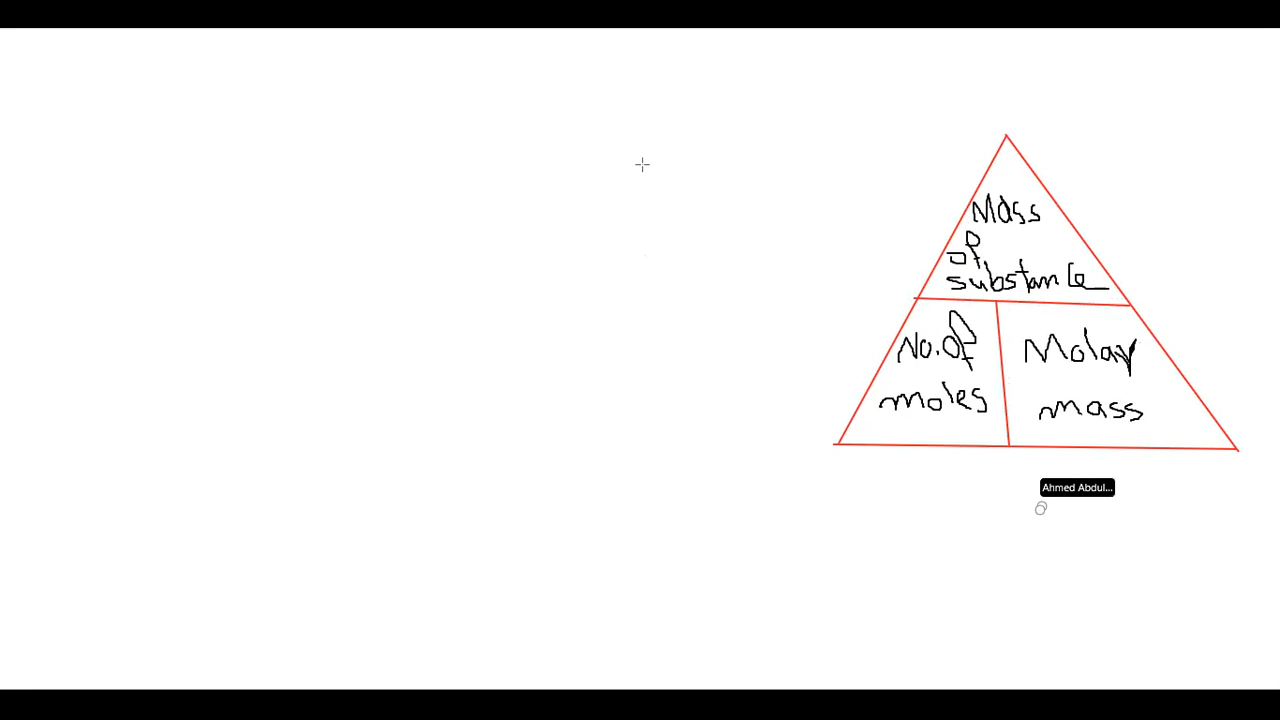 Mass
of
substance
No. Of
moles
Molar
mass
Ahmed Abdul...